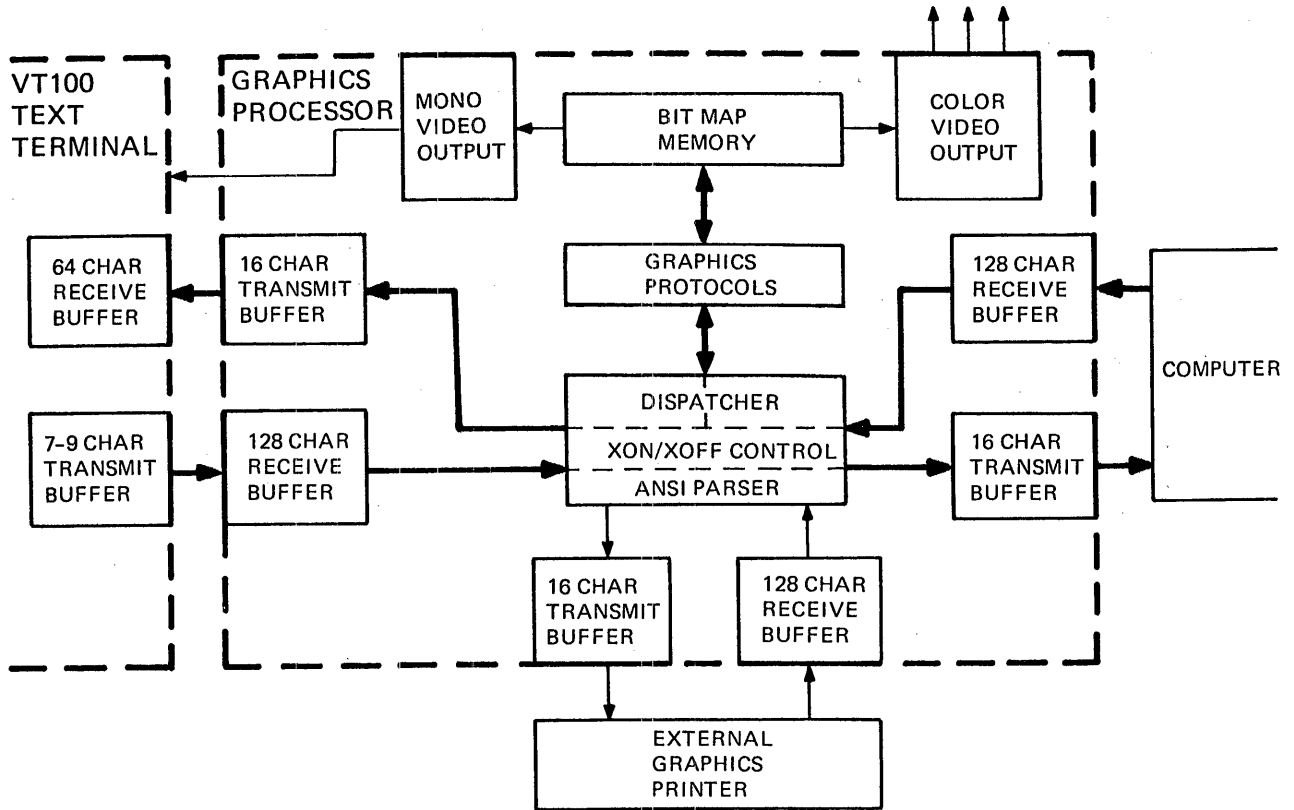 VT100
TEXT
TERMINAL
GRAPHICS
PROCESSOR
MONO
VIDEO
OUTPUT
BIT MAP
MEMORY
COLOR
VIDEO
OUTPUT
64 CHAR
RECEIVE
BUFFER
16 CHAR
TRANSMIT
BUFFER
GRAPHICS
PROTOCOLS
128 CHAR
RECEIVE
BUFFER
COMPUTER
7-9 CHAR
TRANSMIT
BUFFER
128 CHAR
RECEIVE
BUFFER
DISPATCHER
XON/XOFF CONTROL
ANSI PARSER
16 CHAR
TRANSMIT
BUFFER
16 CHAR
TRANSMIT
BUFFER
128 CHAR
RECEIVE
BUFFER
EXTERNAL
GRAPHICS
PRINTER